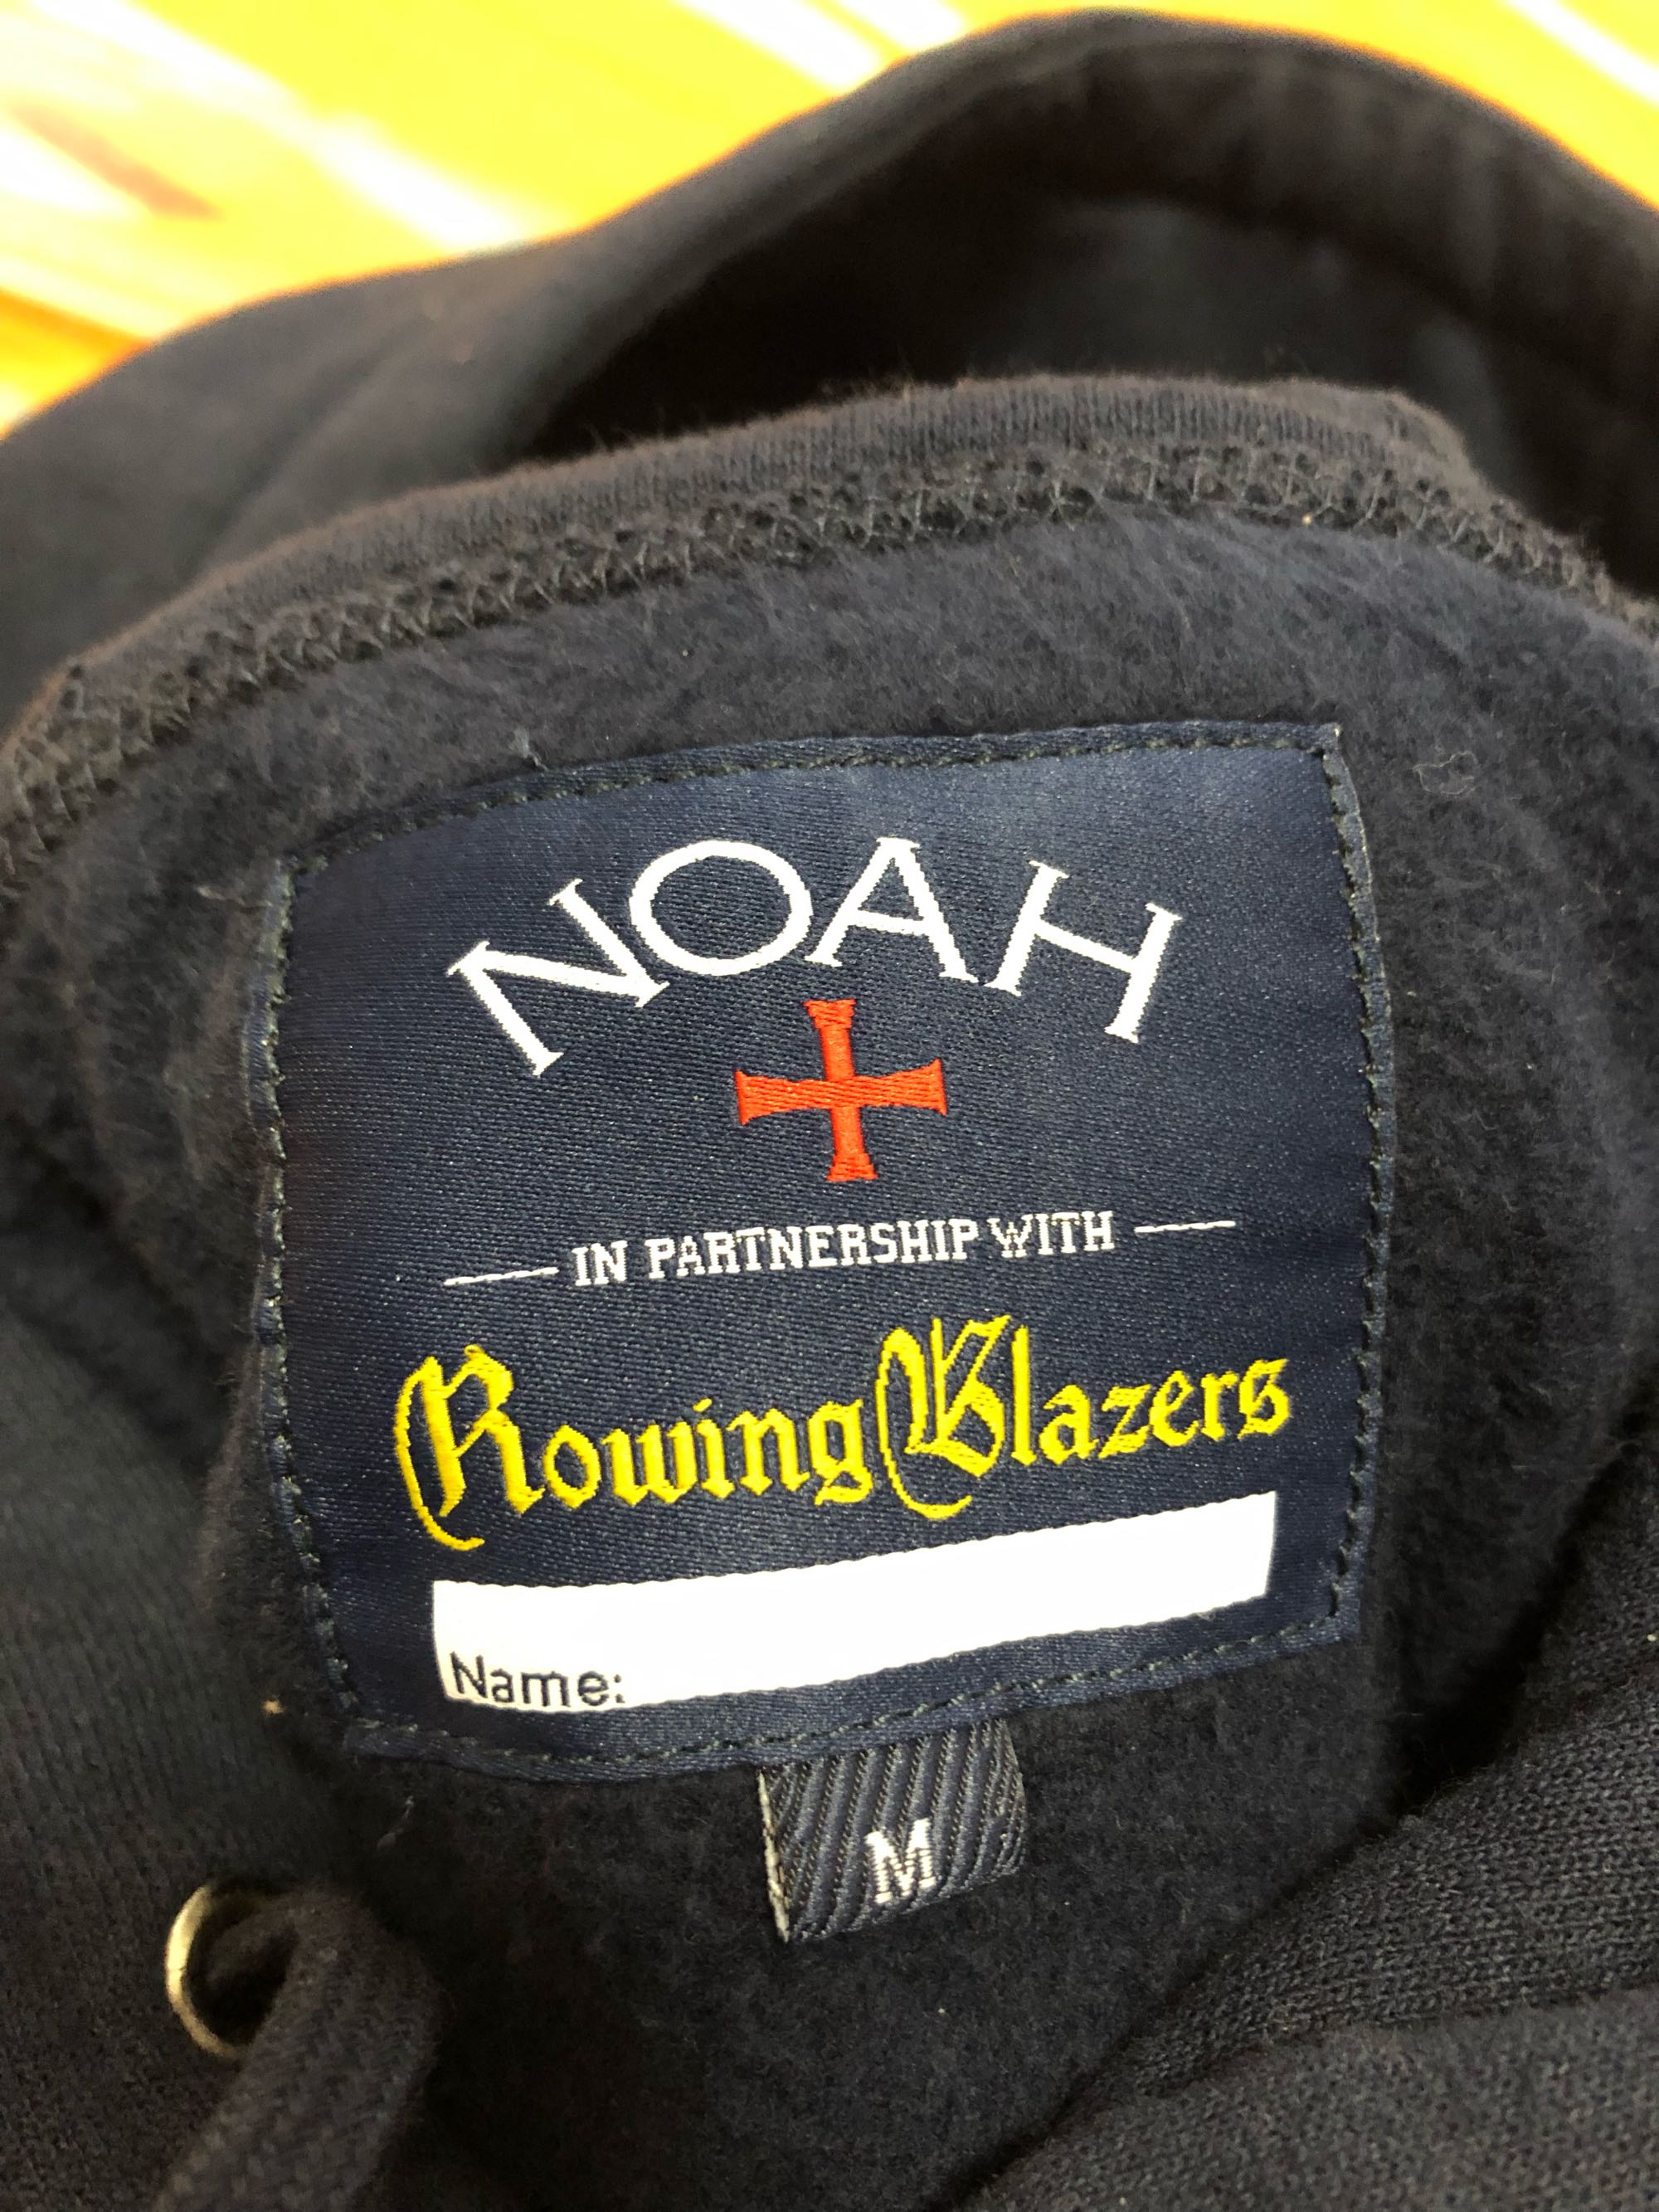 NOAH
IN PARTNERSHIP WITH
Rowing Blazers
Name:
M